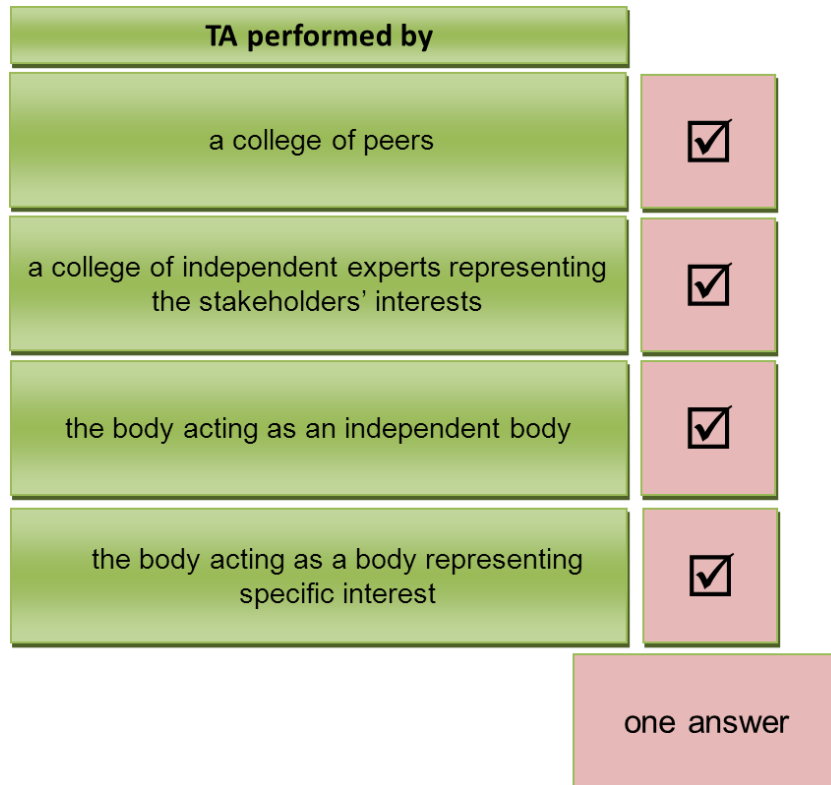 TA performed by
a college of peers
☑
a college of independent experts representing
the stakeholders’ interests
☑
the body acting as an independent body
☑
the body acting as a body representing
specific interest
☑
one answer